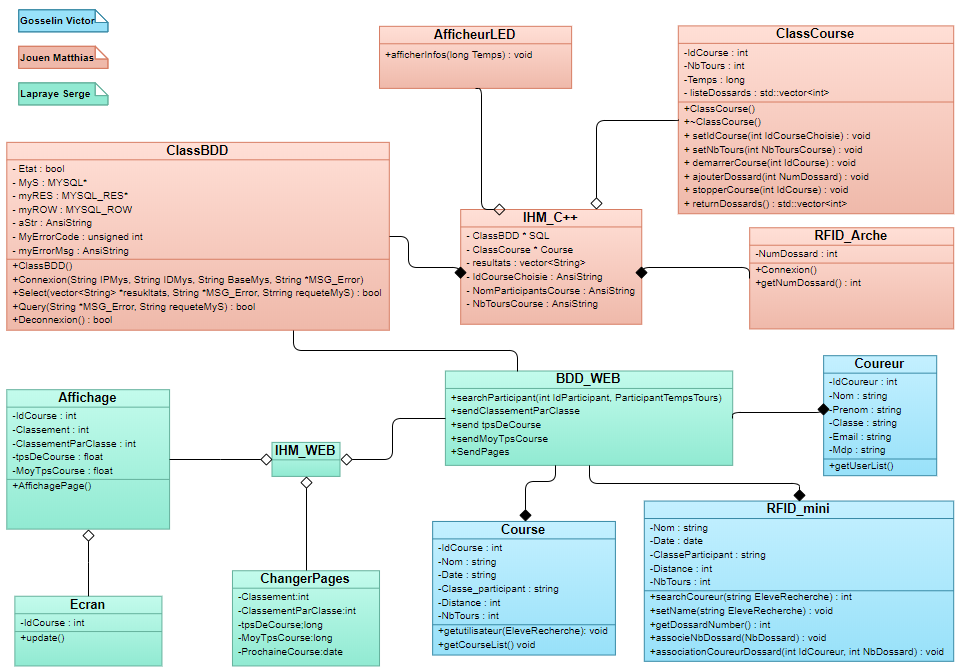 Gosselin Victor
Jouen Matthias
Lapraye Serge
AfficheurLED
+afficherInfos(long Temps) : void
ClassCourse
-IdCourse : int
-NbTours : int
-Temps : long
- listeDossards : std::vector<int>
+ClassCourse()
+~ClassCourse()
+ setIdCourse(int IdCourseChoisie) : void
+ setNbTours(int NbToursCourse) : void
+ demarrerCourse(int IdCourse) : void
+ ajouterDossard(int NumDossard) : void
+ stopperCourse(int IdCourse) : void
+ returnDossards() : std::vector<int>
ClassBDD
- Etat : bool
- MyS : MYSQL*
- myRES : MYSQL_RES*
- myROW : MYSQL_ROW
- aStr : AnsiString
- MyErrorCode : unsigned int
- myErrorMsg : AnsiString
+ClassBDD()
+Connexion(String IPMys, String IDMys, String BaseMys, String *MSG_Error)
+Select(vector<String> *resukltats, String *MSG_Error, String requeteMyS) : bool
+Query(String *MSG_Error, String requeteMyS) : bool
+Deconnexion() : bool
IHM_C++
- ClassBDD * SQL
- ClassCourse * Course
- resultats : vector<String>
- IdCourseChoisie : AnsiString
- NomParticipantsCourse : AnsiString
- NbToursCourse : AnsiString
RFID_Arche
-NumDossard : int
+Connexion()
+getNumDossard() : int
Affichage
-IdCourse : int
-Classement : int
-ClassementParClasse : int
-tpsDeCourse : float
-MoyTpsCourse : float
+AffichagePage()
IHM_WEB
BDD_WEB
+searchParticipant(int IdParticipant, ParticipantTempsTours)
+sendClassementParClasse
+send tpsDeCourse
+sendMoyTpsCourse
+SendPages
Coureur
-IdCoureur : int
-Nom : string
-Prenom : string
-Classe : string
-Email : string
-Mdp : string
+getUserList()
Ecran
-IdCourse : int
+update()
ChangerPages
-Classement:int
-ClassementParClasse:int
-tpsDeCourse;long
-MoyTpsCourse:long
-ProchaineCourse:date
Course
-IdCourse : int
-Nom : string
-Date : string
-Classe_participant : string
-Distance : int
-NbTours : int
+getutilisateur(EleveRecherche): void
+getCourseList() void
RFID_mini
-Nom : string
-Date : date
-ClasseParticipant : string
-Distance : int
-NbTours : int
+searchCoureur(string EleveRecherche) : int
+setName(string EleveRecherche) : void
+getDossardNumber() : int
+associeNbDossard(NbDossard) : void
+associationCoureurDossard(int IdCoureur, int NbDossard) : void